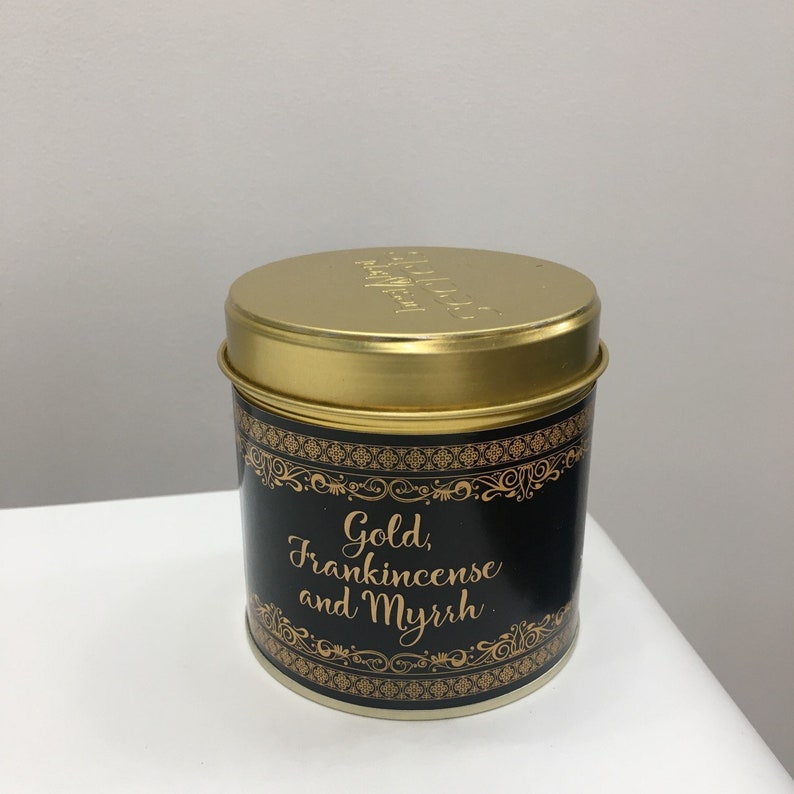 Gold,
Frankincense
and Myrrh